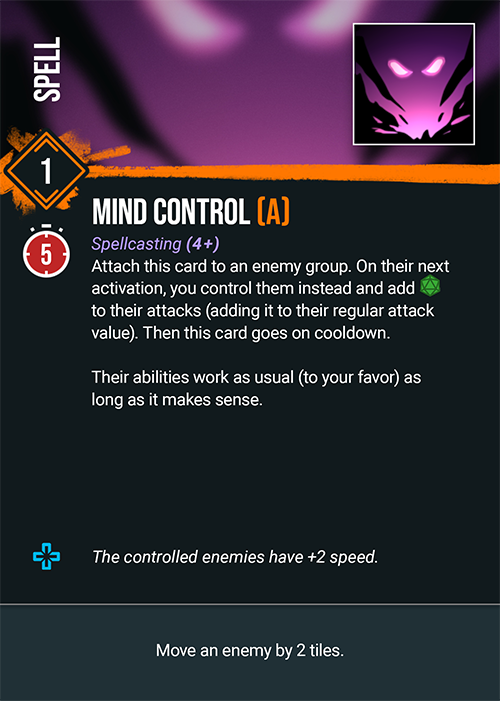 SPELL
1
MIND CONTROL (A)
5
Spellcasting (4+)
Attach this card to an enemy group. On their next
activation, you control them instead and add
to their attacks (adding it to their regular attack
value). Then this card goes on cooldown.
Their abilities work as usual (to your favor) as
long as it makes sense.
The controlled enemies have +2 speed.
Move an enemy by 2 tiles.